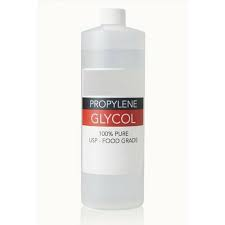 PROPYLENE
GLYCOL
100% PURE
USP - FOOD GRADE